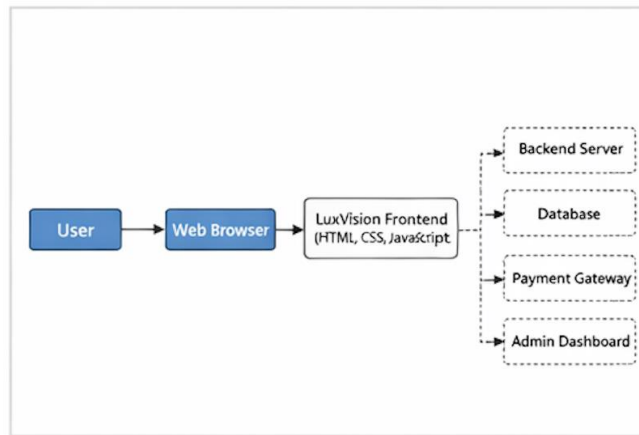 User
Web Browser
LuxVision Frontend
(HTML, CSS, JavaScript
Backend Server
Database
Payment Gateway
Admin Dashboard